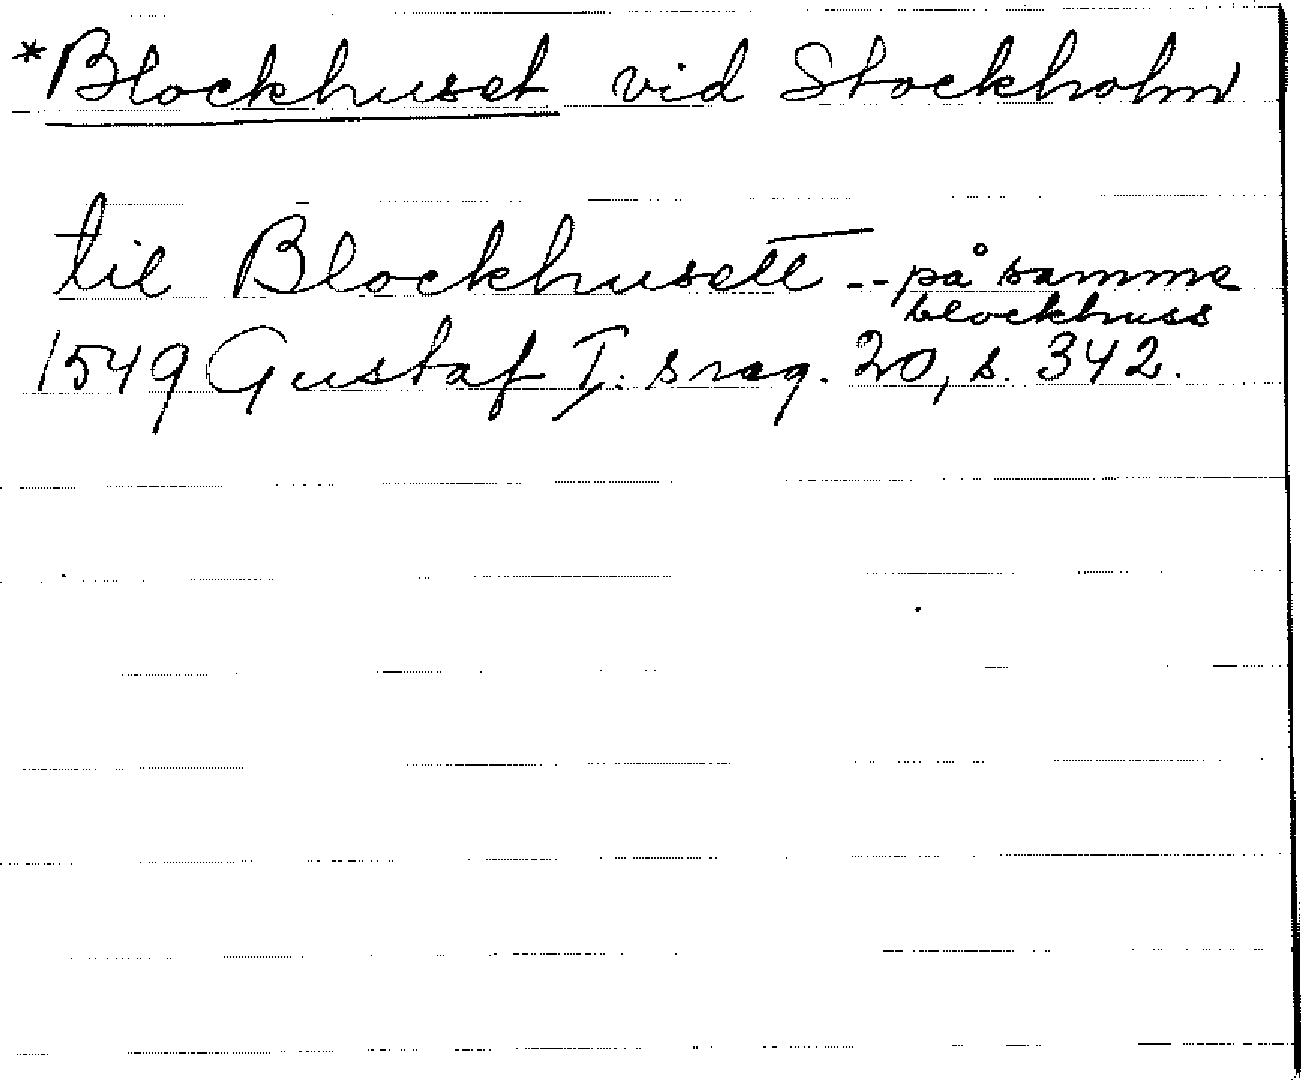 *Blockhuset vid Stockholm
til Blockhusett -- på samme
blockhuss
1549 Gustaf I: s reg. 20, s. 342.